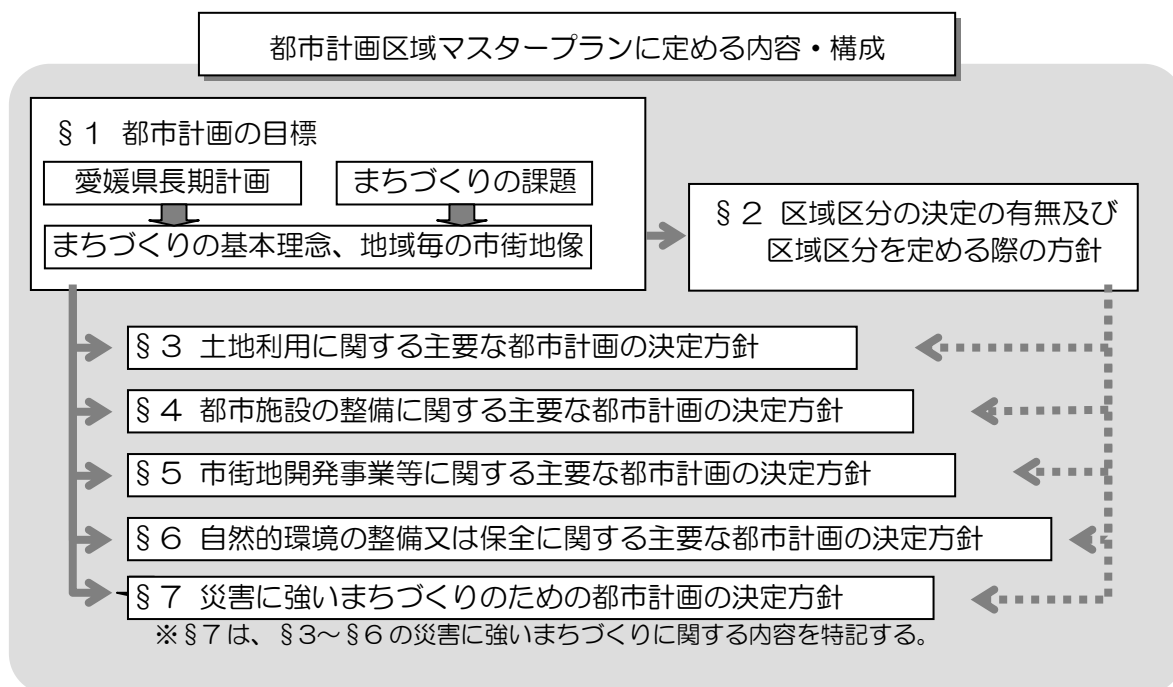 都市計画区域マスタープランに定める内容・構成
§1 都市計画の目標
愛媛県長期計画
まちづくりの課題
まちづくりの基本理念、地域毎の市街地像
§2 区域区分の決定の有無及び
区域区分を定める際の方針
§3 土地利用に関する主要な都市計画の決定方針
§4 都市施設の整備に関する主要な都市計画の決定方針
§5 市街地開発事業等に関する主要な都市計画の決定方針
§6 自然的環境の整備又は保全に関する主要な都市計画の決定方針
§7 災害に強いまちづくりのための都市計画の決定方針
※§7は、§3～§6の災害に強いまちづくりに関する内容を特記する。